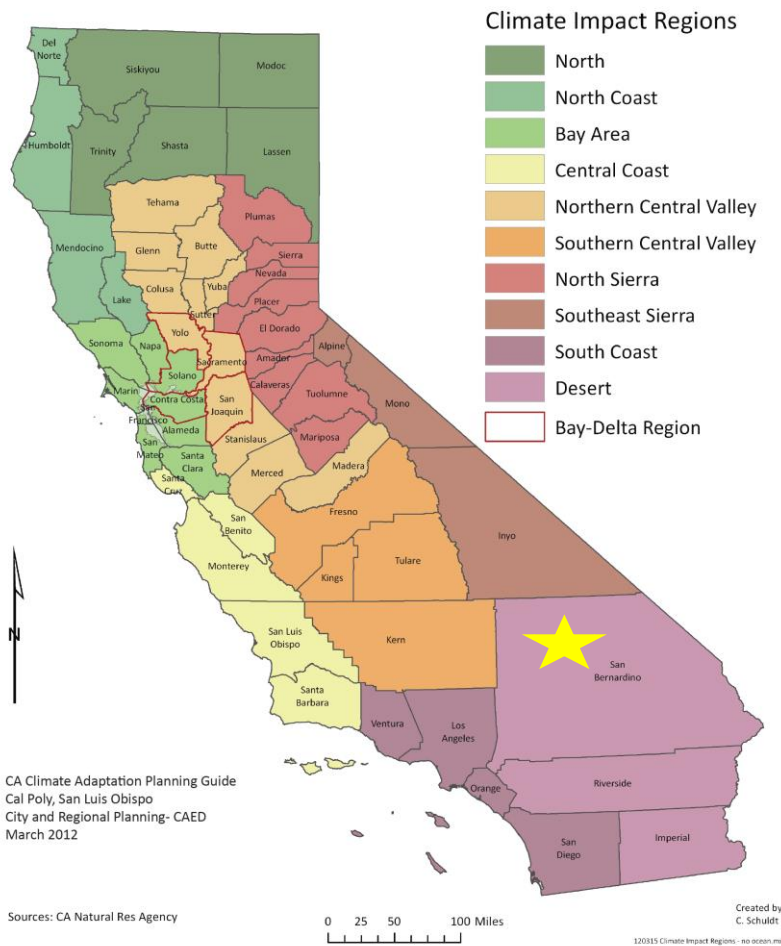 Climate Impact Regions
North
North Coast
Bay Area
Central Coast
Northern Central Valley
Southern Central Valley
North Sierra
Southeast Sierra
South Coast
Desert
Bay-Delta Region
Del
Norte
Siskiyou
Modoc
Humboldt
Trinity
Shasta
Lassen
Tehama
Plumas
Mendocino
Glenn
Butte
Sierra
Lake
Colusa
Yuba
Nevada
Sutter
Placer
Sonoma
Napa
Yolo
El Dorado
Sacramento
Amador
Alpine
Solano
Marin
Contra Costa
Calaveras
Tuolumne
Mono
San
Francisco
San
Joaquin
Alameda
San
Mateo
Santa
Clara
Stanislaus
Mariposa
Santa
Cruz
Merced
Madera
San
Benito
Fresno
Inyo
Monterey
Kings
Tulare
N
San Luis
Obispo
Kern
San
Bernardino
Santa
Barbara
Ventura
Los
Angeles
Orange
Riverside
San
Diego
Imperial
CA Climate Adaptation Planning Guide
Cal Poly, San Luis Obispo
City and Regional Planning- CAED
March 2012
Sources: CA Natural Res Agency
0 25 50 100 Miles
Created by
C. Schuldt
120315 Climate Impact Regions - no ocean.m